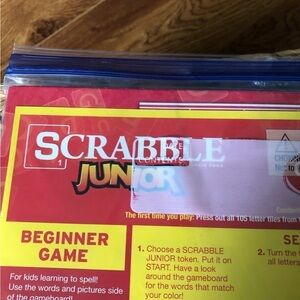 SCRABBLE
1
JUNIOR
The first time you play: Press out all 105 letter tiles from
BEGINNER
GAME
For kids learning to spell!
Use the words and pictures side
of the gameboard!
1. Choose a SCRABBLE
JUNIOR token. Put it on
START. Have a look
around the gameboard
for the words that match
your color!
SE
2. Turn the
all letters